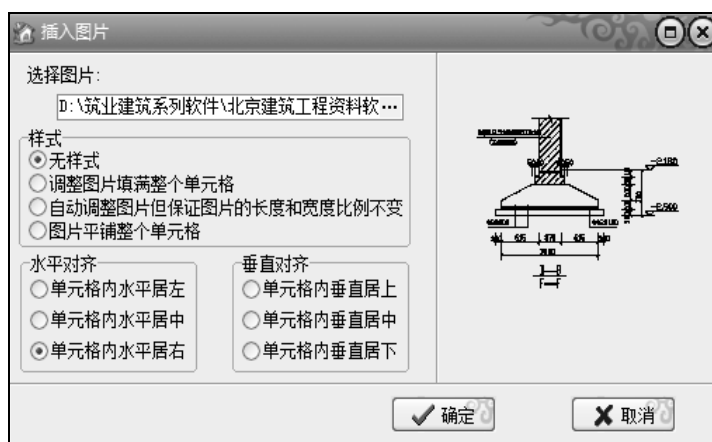 插入图片
选择图片:
D:\筑业建筑系列软件\北京建筑工程资料软 ...
样式
无样式
调整图片填满整个单元格
自动调整图片但保证图片的长度和宽度比例不变
图片平铺整个单元格
水平对齐
单元格内水平居左
单元格内水平居中
单元格内水平居右
垂直对齐
单元格内垂直居上
单元格内垂直居中
单元格内垂直居下
确定
取消